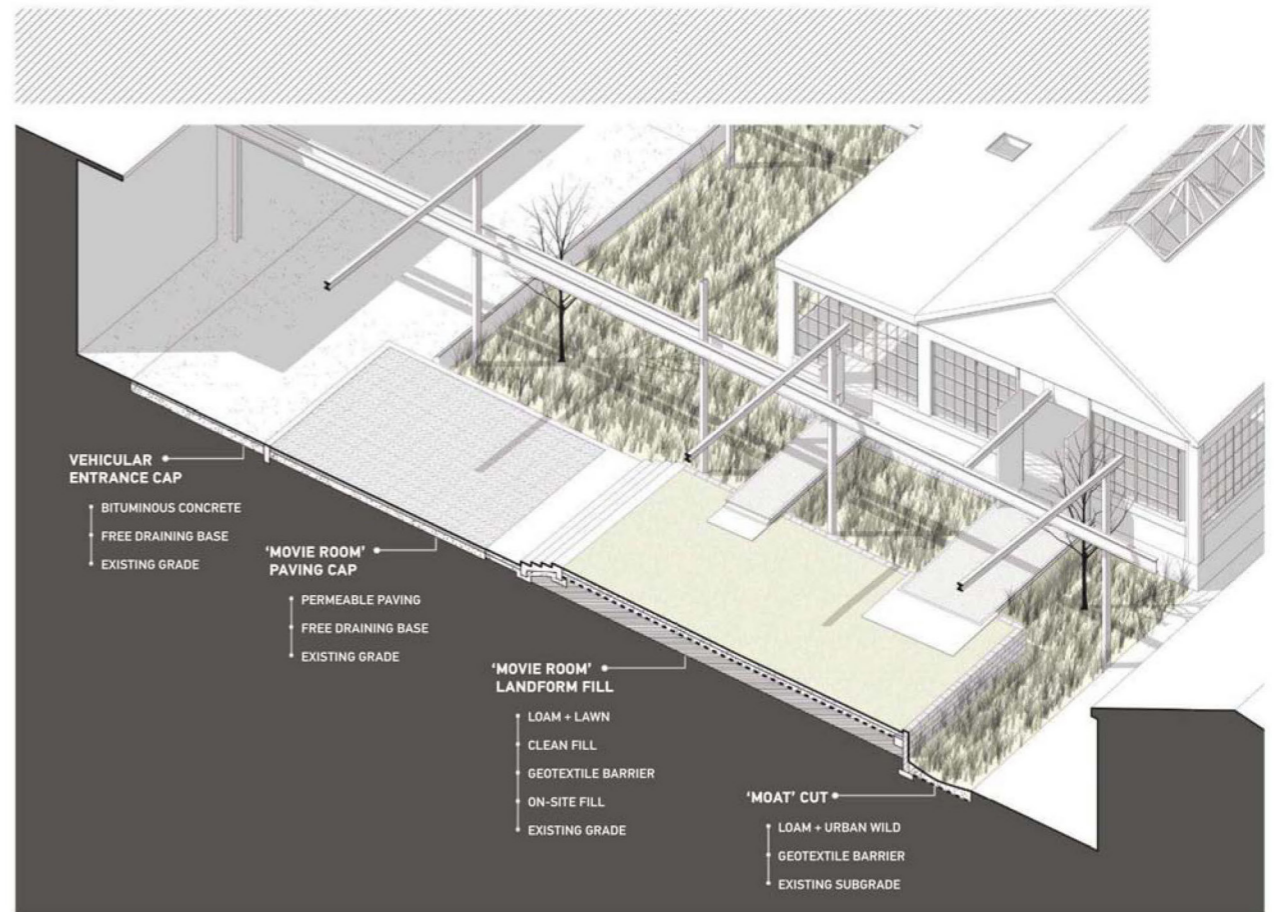 VEHICULAR
ENTRANCE CAP
BITUMINOUS CONCRETE
FREE DRAINING BASE
EXISTING GRADE
‘MOVIE ROOM’
PAVING CAP
PERMEABLE PAVING
FREE DRAINING BASE
EXISTING GRADE
‘MOVIE ROOM’
LANDFORM FILL
LOAM + LAWN
CLEAN FILL
GEOTEXTILE BARRIER
ON-SITE FILL
EXISTING GRADE
‘MOAT’ CUT
LOAM + URBAN WILD
GEOTEXTILE BARRIER
EXISTING SUBGRADE